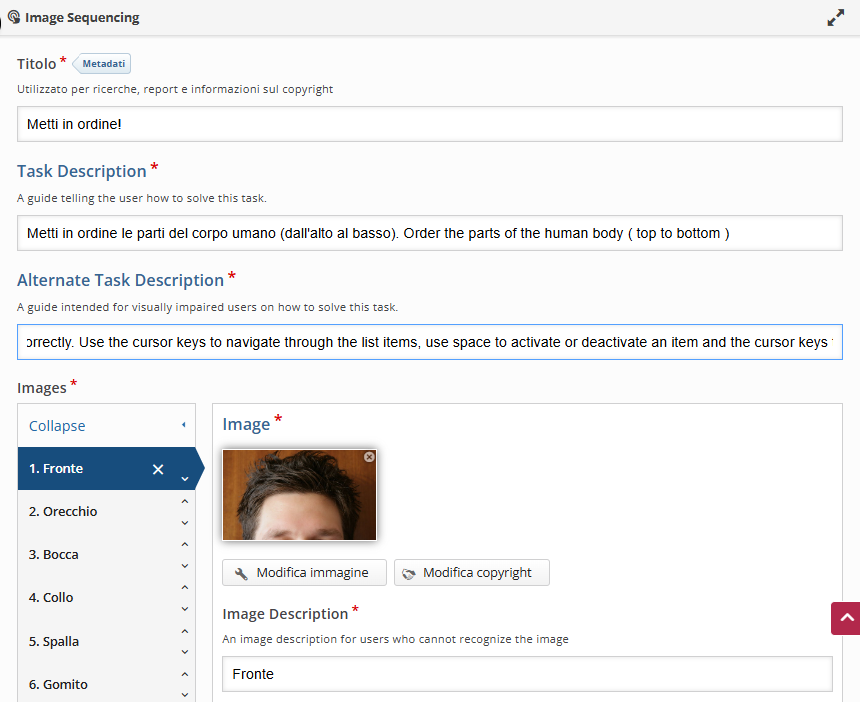 Image Sequencing
Titolo *
Metadati
Utilizzato per ricerche, report e informazioni sul copyright
Metti in ordine!
Task Description *
A guide telling the user how to solve this task.
Metti in ordine le parti del corpo umano (dall'alto al basso). Order the parts of the human body ( top to bottom )
Alternate Task Description *
A guide intended for visually impaired users on how to solve this task.
orrectly. Use the cursor keys to navigate through the list items, use space to activate or deactivate an item and the cursor keys
Images *
Collapse
1. Fronte
2. Orecchio
3. Bocca
4. Collo
5. Spalla
6. Gomito
Image *
Modifica immagine
Modifica copyright
Image Description *
An image description for users who cannot recognize the image
Fronte